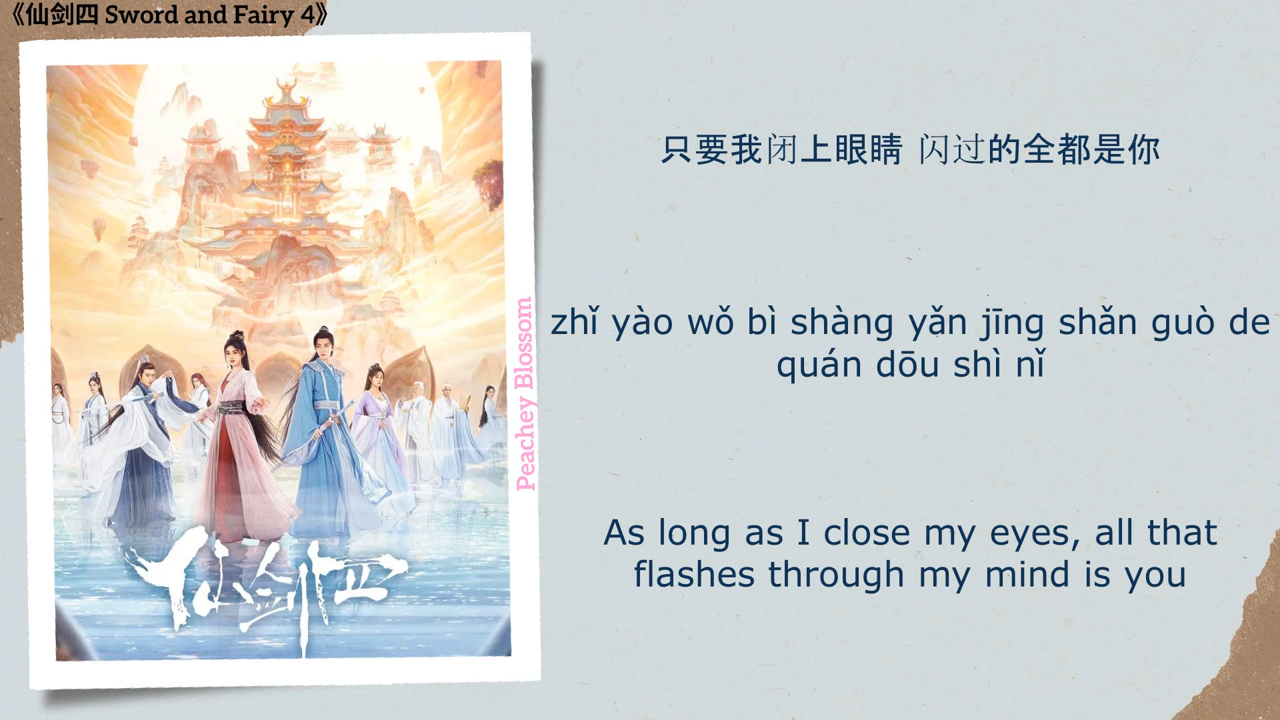 《仙剑四 Sword and Fairy 4》
只要我闭上眼睛 闪过的全都是你
zhǐ yào wǒ bì shàng yǎn jīng shǎn guò de
quán dōu shì nǐ
As long as I close my eyes, all that
flashes through my mind is you
Peachey Blossom
仙剑四